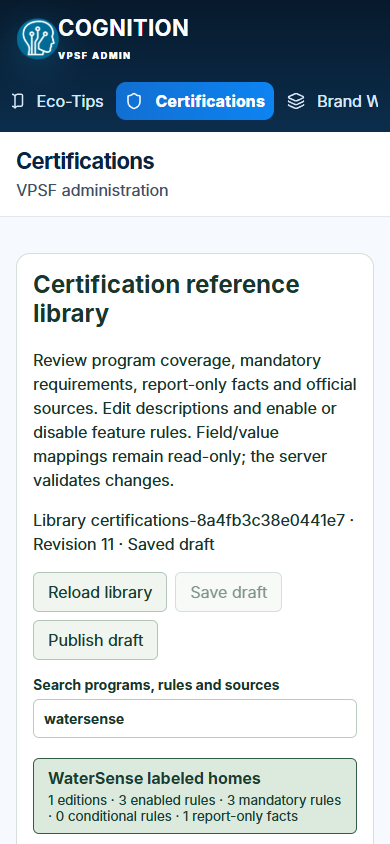 COGNITION
VPSF ADMIN
Eco-Tips
Certifications
Brand W
Certifications
VPSF administration
Certification reference
library
Review program coverage, mandatory
requirements, report-only facts and official
sources. Edit descriptions and enable or
disable feature rules. Field/value
mappings remain read-only; the server
validates changes.
Library certifications-8a4fb3c38e0441e7 ·
Revision 11 · Saved draft
Reload library
Save draft
Publish draft
Search programs, rules and sources
watersense
WaterSense labeled homes
1 editions · 3 enabled rules · 3 mandatory rules
· 0 conditional rules · 1 report-only facts